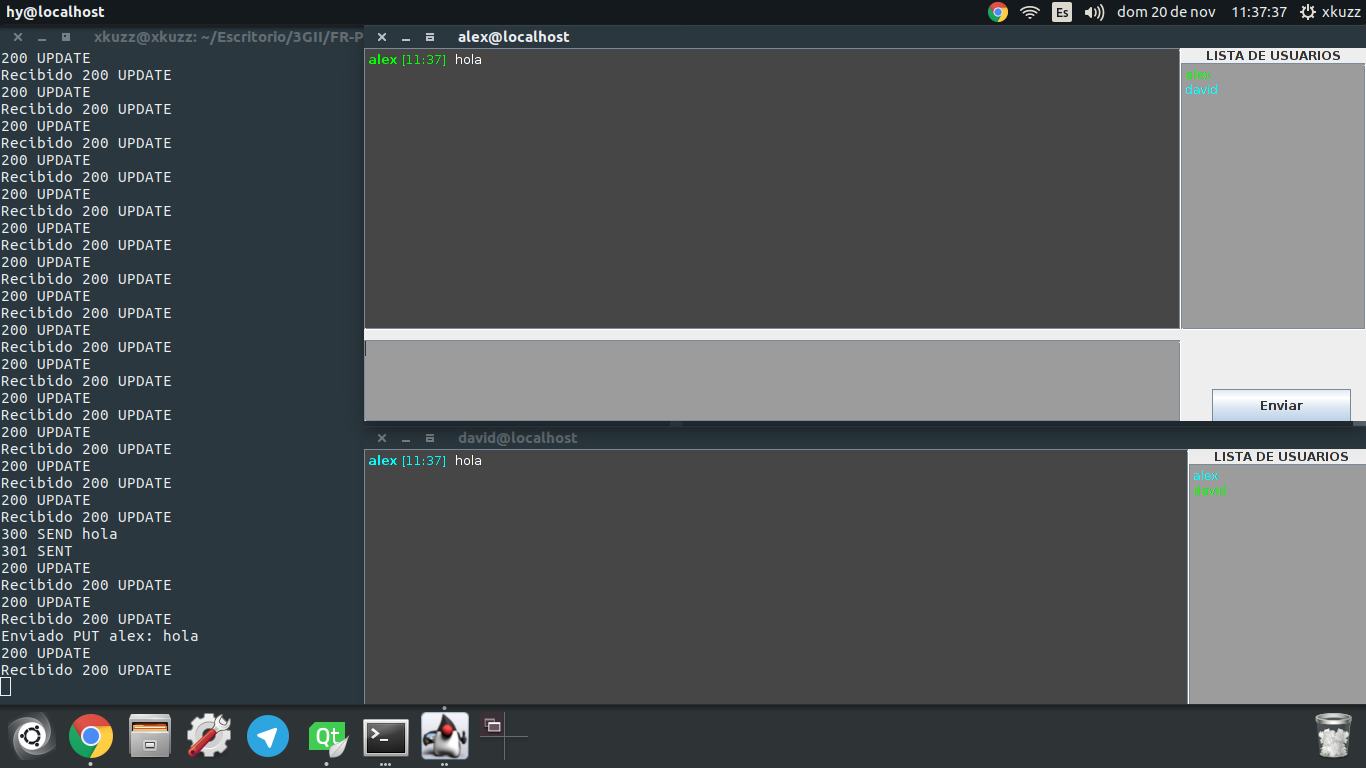 hy@localhost
Es
dom 20 de nov
11:37:37
xkuzz
xkuzz@xkuzz: ~/Escritorio/3GII/FR-P
200 UPDATE
Recibido 200 UPDATE
200 UPDATE
Recibido 200 UPDATE
200 UPDATE
Recibido 200 UPDATE
200 UPDATE
Recibido 200 UPDATE
200 UPDATE
Recibido 200 UPDATE
200 UPDATE
Recibido 200 UPDATE
200 UPDATE
Recibido 200 UPDATE
200 UPDATE
Recibido 200 UPDATE
200 UPDATE
Recibido 200 UPDATE
200 UPDATE
Recibido 200 UPDATE
200 UPDATE
Recibido 200 UPDATE
200 UPDATE
Recibido 200 UPDATE
200 UPDATE
Recibido 200 UPDATE
200 UPDATE
Recibido 200 UPDATE
300 SEND hola
301 SENT
200 UPDATE
Recibido 200 UPDATE
200 UPDATE
Recibido 200 UPDATE
Enviado PUT alex: hola
200 UPDATE
Recibido 200 UPDATE
alex@localhost
alex [11:37] hola
LISTA DE USUARIOS
alex
david
Enviar
david@localhost
alex [11:37] hola
LISTA DE USUARIOS
alex
david
Qt